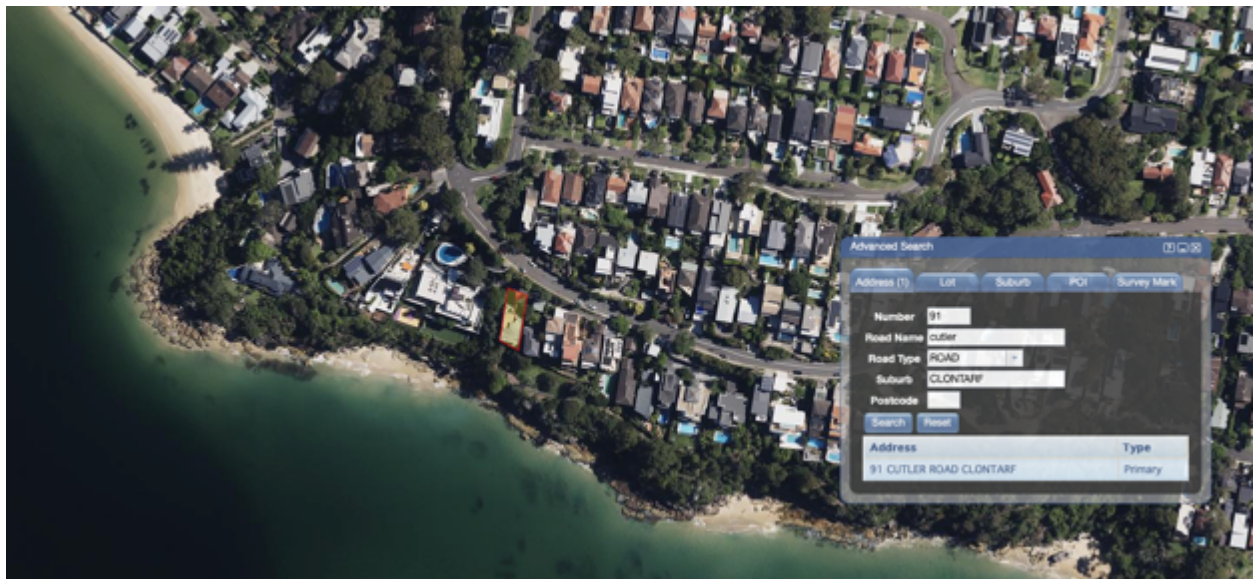 Advanced Search
Address (1) Lot Suburb POI Survey Mark
Number 91
Road Name cutler
Road Type ROAD
Suburb CLONTARF
Postcode
Search Reset
Address Type
91 CUTLER ROAD CLONTARF Primary